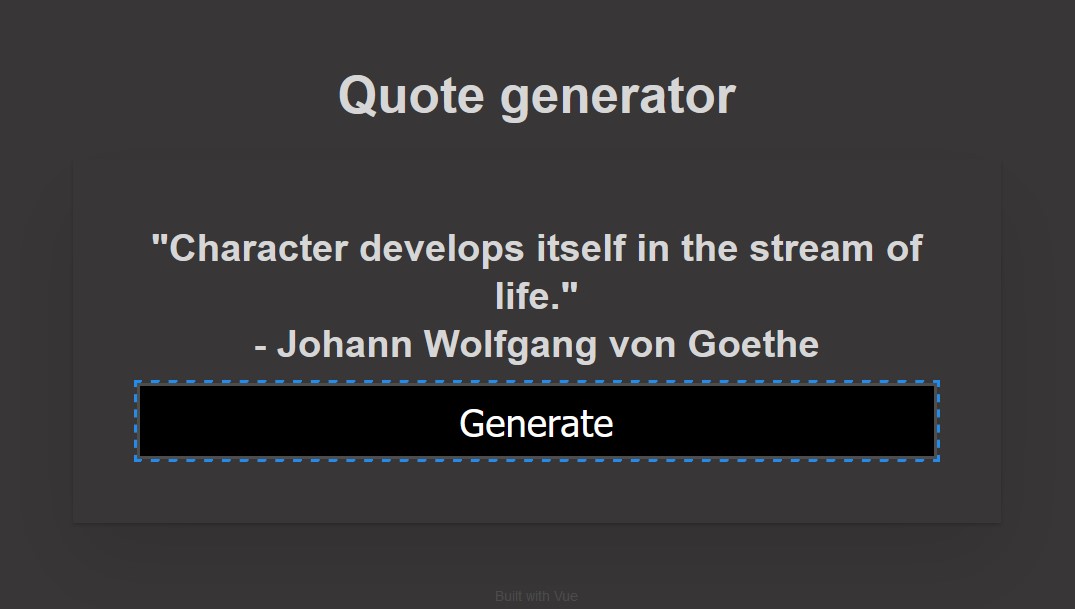 Quote generator
"Character develops itself in the stream of
life."
- Johann Wolfgang von Goethe
Generate
Built with Vue